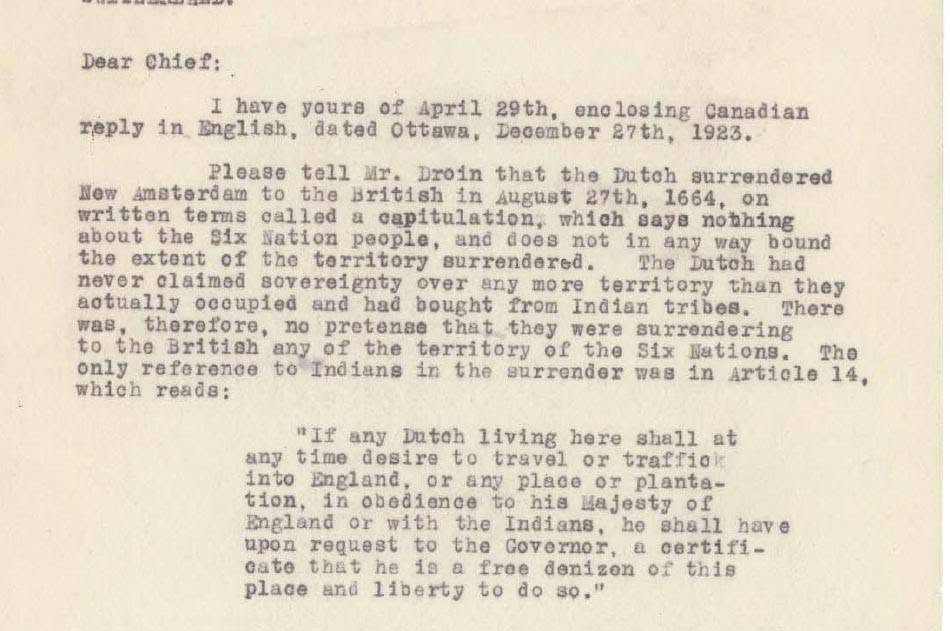 Dear Chief:
I have yours of April 29th, enclosing Canadian
reply in English, dated Ottawa, December 27th, 1923.
Please tell Mr. Droin that the Dutch surrendered
New Amsterdam to the British in August 27th, 1664, on
written terms called a capitulation, which says nothing
about the Six Nation people, and does not in any way bound
the extent of the territory surrendered. The Dutch had
never claimed sovereignty over any more territory than they
actually occupied and had bought from Indian tribes. There
was, therefore, no pretense that they were surrendering
to the British any of the territory of the Six Nations. The
only reference to Indians in the surrender was in Article 14,
which reads:
"If any Dutch living here shall at
any time desire to travel or traffick
into England, or any place or planta-
tion, in obedience to his Majesty of
England or with the Indians, he shall have
upon request to the Governor, a certifi-
cate that he is a free denizen of this
place and liberty to do so."